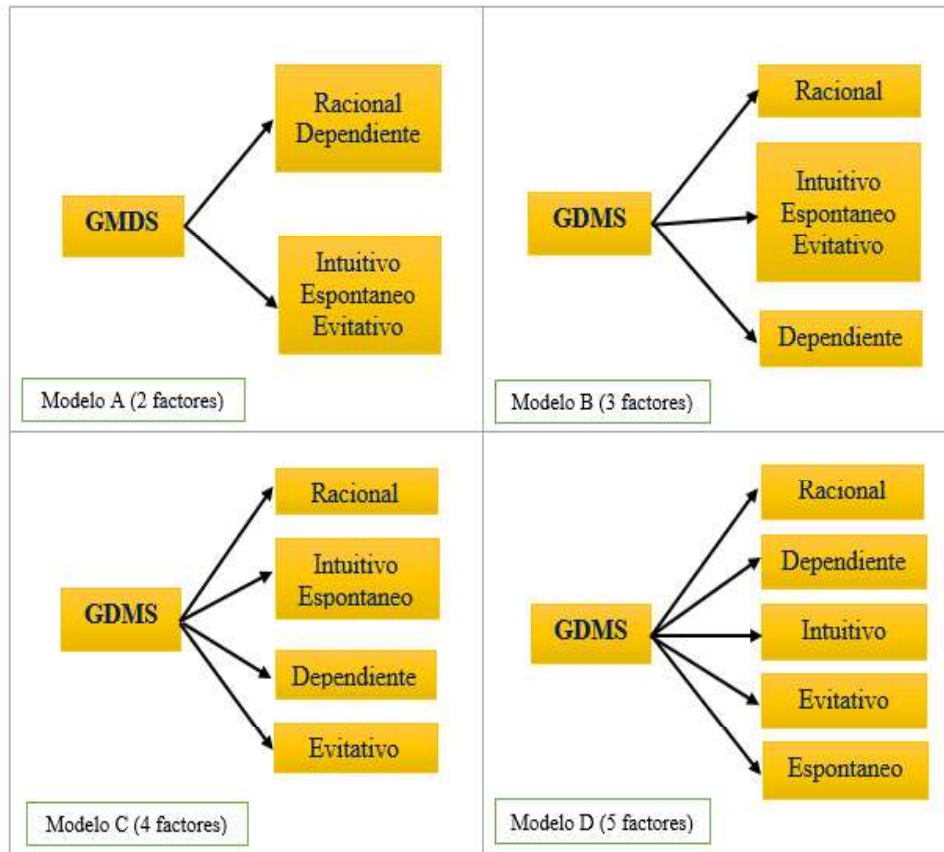 GMDS
Racional
Dependiente
Intuitivo
Espontaneo
Evitativo
Modelo A (2 factores)
GDMS
Racional
Intuitivo
Espontaneo
Evitativo
Dependiente
Modelo B (3 factores)
GDMS
Racional
Intuitivo
Espontaneo
Dependiente
Evitativo
Modelo C (4 factores)
GDMS
Racional
Dependiente
Intuitivo
Evitativo
Espontaneo
Modelo D (5 factores)